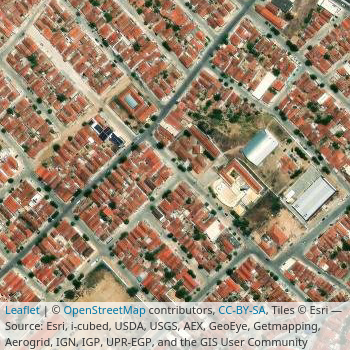 Leaflet | © OpenStreetMap contributors, CC-BY-SA, Tiles © Esri —
Source: Esri, i-cubed, USDA, USGS, AEX, GeoEye, Getmapping,
Aerogrid, IGN, IGP, UPR-EGP, and the GIS User Community